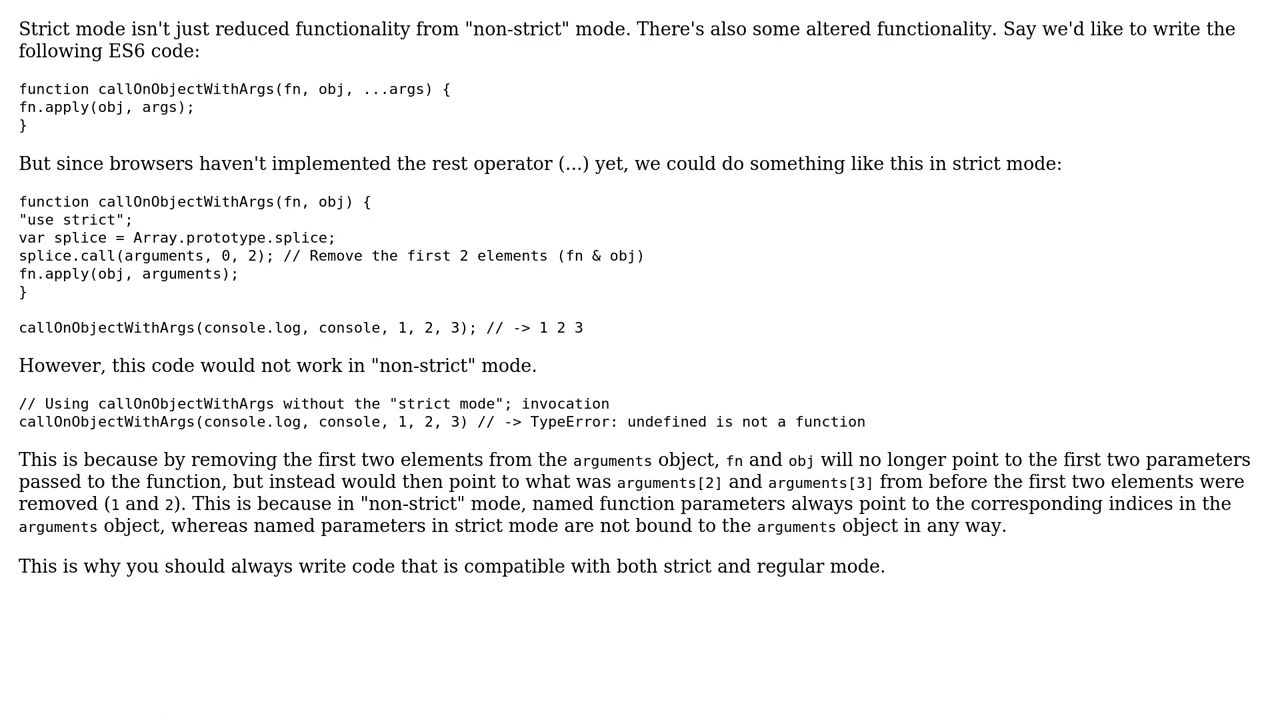 Strict mode isn't just reduced functionality from "non-strict" mode. There's also some altered functionality. Say we'd like to write the
following ES6 code:
function callOnObjectWithArgs(fn, obj, ...args) {
fn.apply(obj, args);
}
But since browsers haven't implemented the rest operator (...) yet, we could do something like this in strict mode:
function callOnObjectWithArgs(fn, obj) {
"use strict";
var splice = Array.prototype.splice;
splice.call(arguments, 0, 2); // Remove the first 2 elements (fn & obj)
fn.apply(obj, arguments);
}
callOnObjectWithArgs(console.log, console, 1, 2, 3); // -> 1 2 3
However, this code would not work in "non-strict" mode.
// Using callOnObjectWithArgs without the "strict mode"; invocation
callOnObjectWithArgs(console.log, console, 1, 2, 3) // -> TypeError: undefined is not a function
This is because by removing the first two elements from the arguments object, fn and obj will no longer point to the first two parameters
passed to the function, but instead would then point to what was arguments[2] and arguments[3] from before the first two elements were
removed (1 and 2). This is because in "non-strict" mode, named function parameters always point to the corresponding indices in the
arguments object, whereas named parameters in strict mode are not bound to the arguments object in any way.
This is why you should always write code that is compatible with both strict and regular mode.